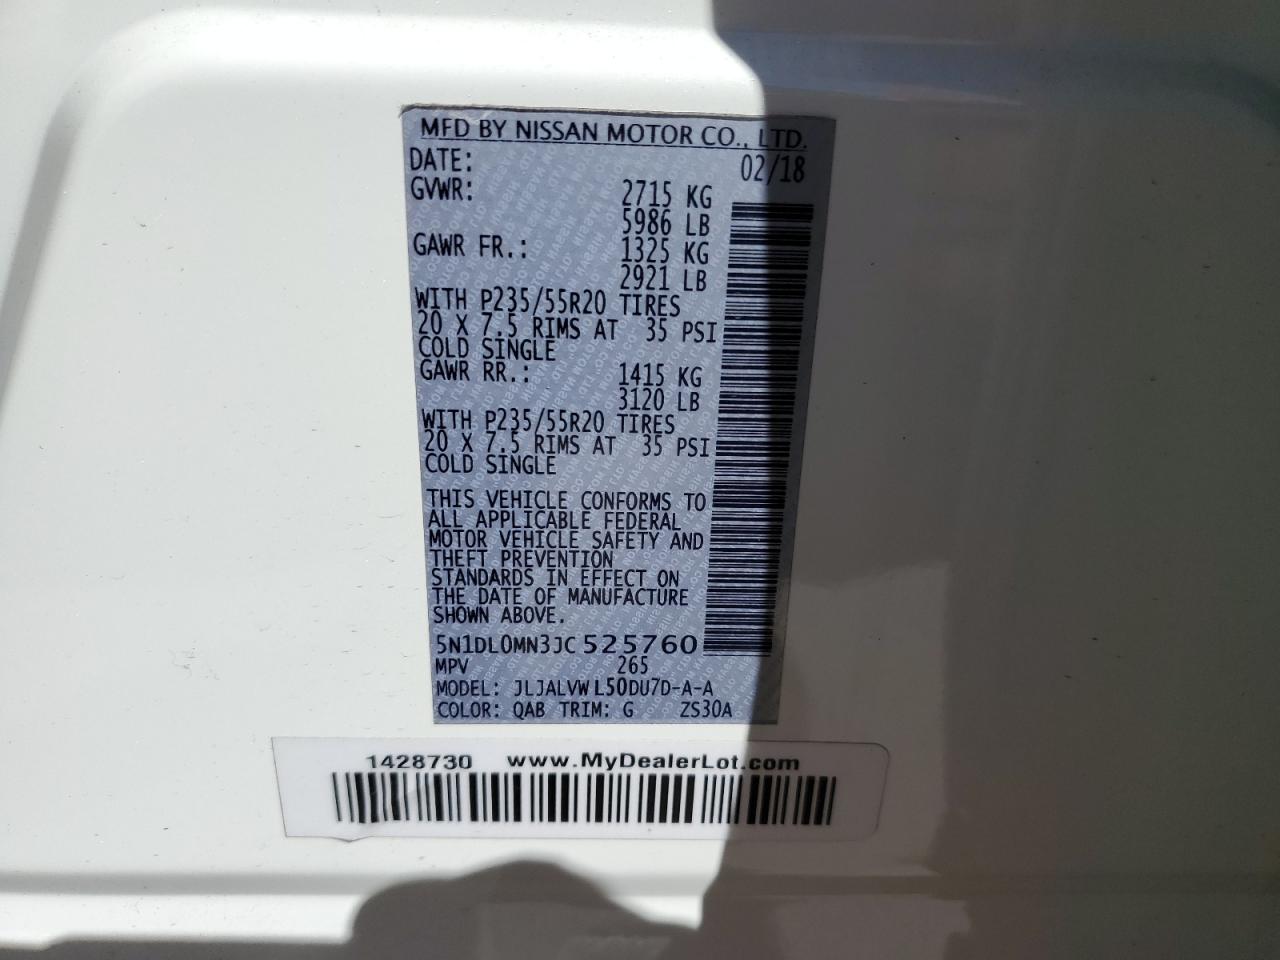 MFD BY NISSAN MOTOR CO., LTD.
DATE: 02/18
GVWR: 2715 KG
5986 LB
GAWR FR.: 1325 KG
2921 LB
WITH P235/55R20 TIRES
20 X 7.5 RIMS AT 35 PSI
COLD SINGLE
GAWR RR.: 1415 KG
3120 LB
WITH P235/55R20 TIRES
20 X 7.5 RIMS AT 35 PSI
COLD SINGLE
THIS VEHICLE CONFORMS TO
ALL APPLICABLE FEDERAL
MOTOR VEHICLE SAFETY AND
THEFT PREVENTION
STANDARDS IN EFFECT ON
THE DATE OF MANUFACTURE
SHOWN ABOVE.
5N1DL0MN3JC 525760
MPV 265
MODEL: JLJALVWL50DU7D-A-A
COLOR: QAB TRIM: G ZS30A
1428730 www.MyDealerLot.com